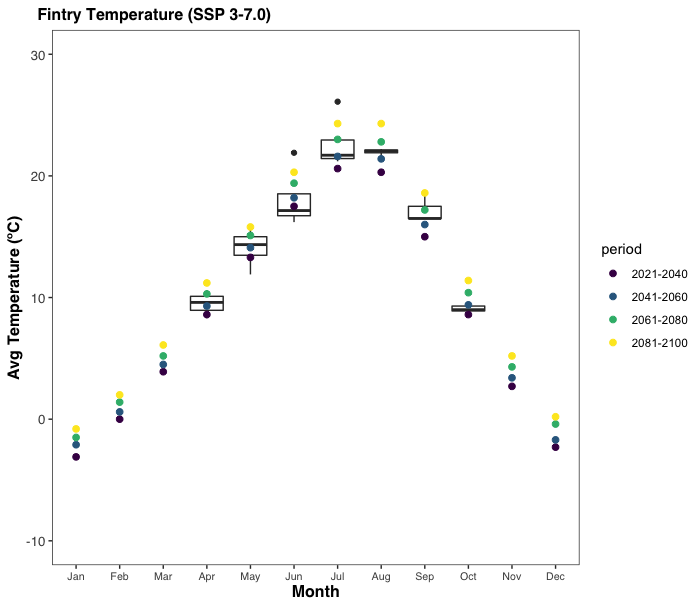 Fintry Temperature (SSP 3-7.0)
30
20
10
0
-10
Avg Temperature (°C)
Jan Feb Mar Apr May Jun Jul Aug Sep Oct Nov Dec
Month
period
2021-2040
2041-2060
2061-2080
2081-2100